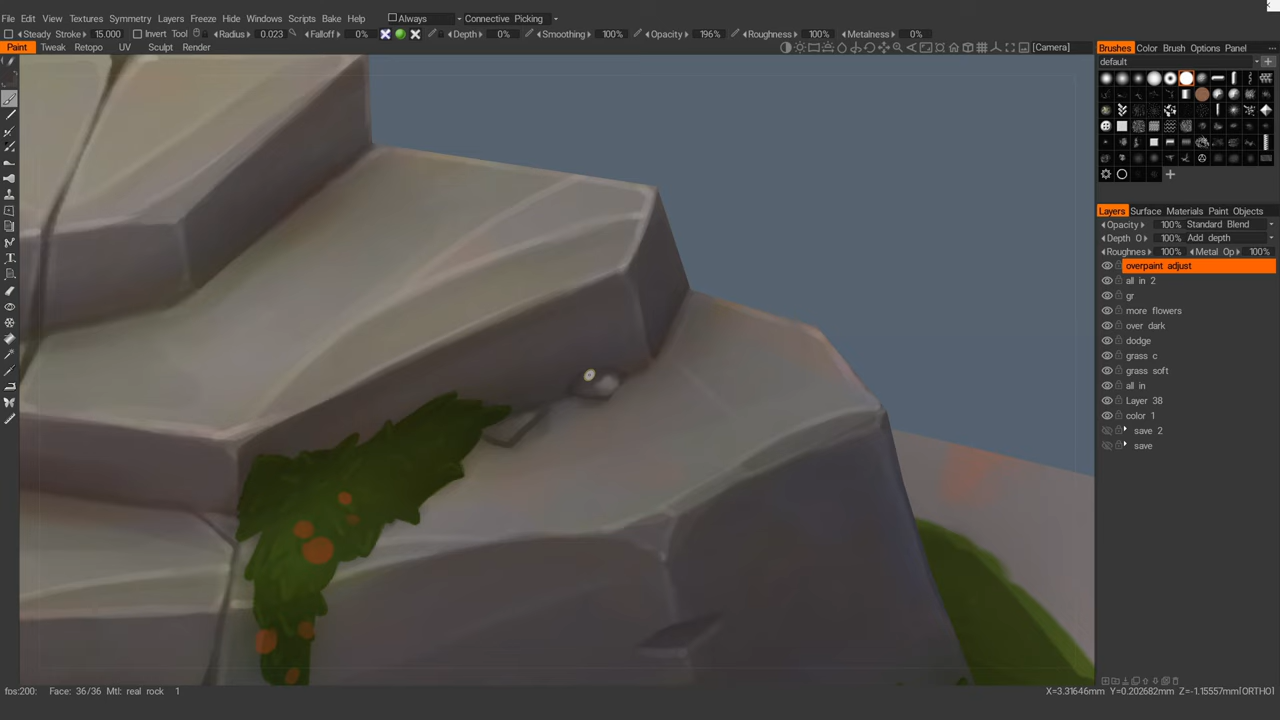 File Edit View Textures Symmetry Layers Freeze Hide Windows Scripts Bake Help Always Connective Picking
Steady Stroke 15.000 Invert Tool Radius 0.023 Falloff 0% Depth 0% Smoothing 100% Opacity 196% Roughness 100% Metalness 0%
Paint Tweak Retopo UV Sculpt Render [Camera] Brushes Color Brush Options Panel
default
Layers Surface Materials Paint Objects
Opacity 100% Standard Blend
Depth O 100% Add depth
Roughnes 100% Metal Op 100%
overpaint adjust
all in 2
gr
more flowers
over dark
dodge
grass c
grass soft
all in
Layer 38
color 1
save 2
save
fos:200: Face: 36/36 Mtl: real rock 1 X=3.31646mm Y=0.202682mm Z=-1.15557mm[ORTHO]